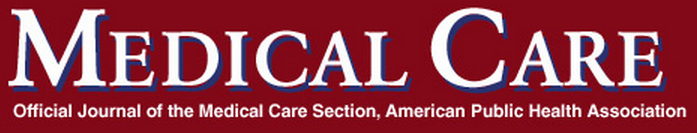 MEDICAL CARE
Official Journal of the Medical Care Section, American Public Health Association